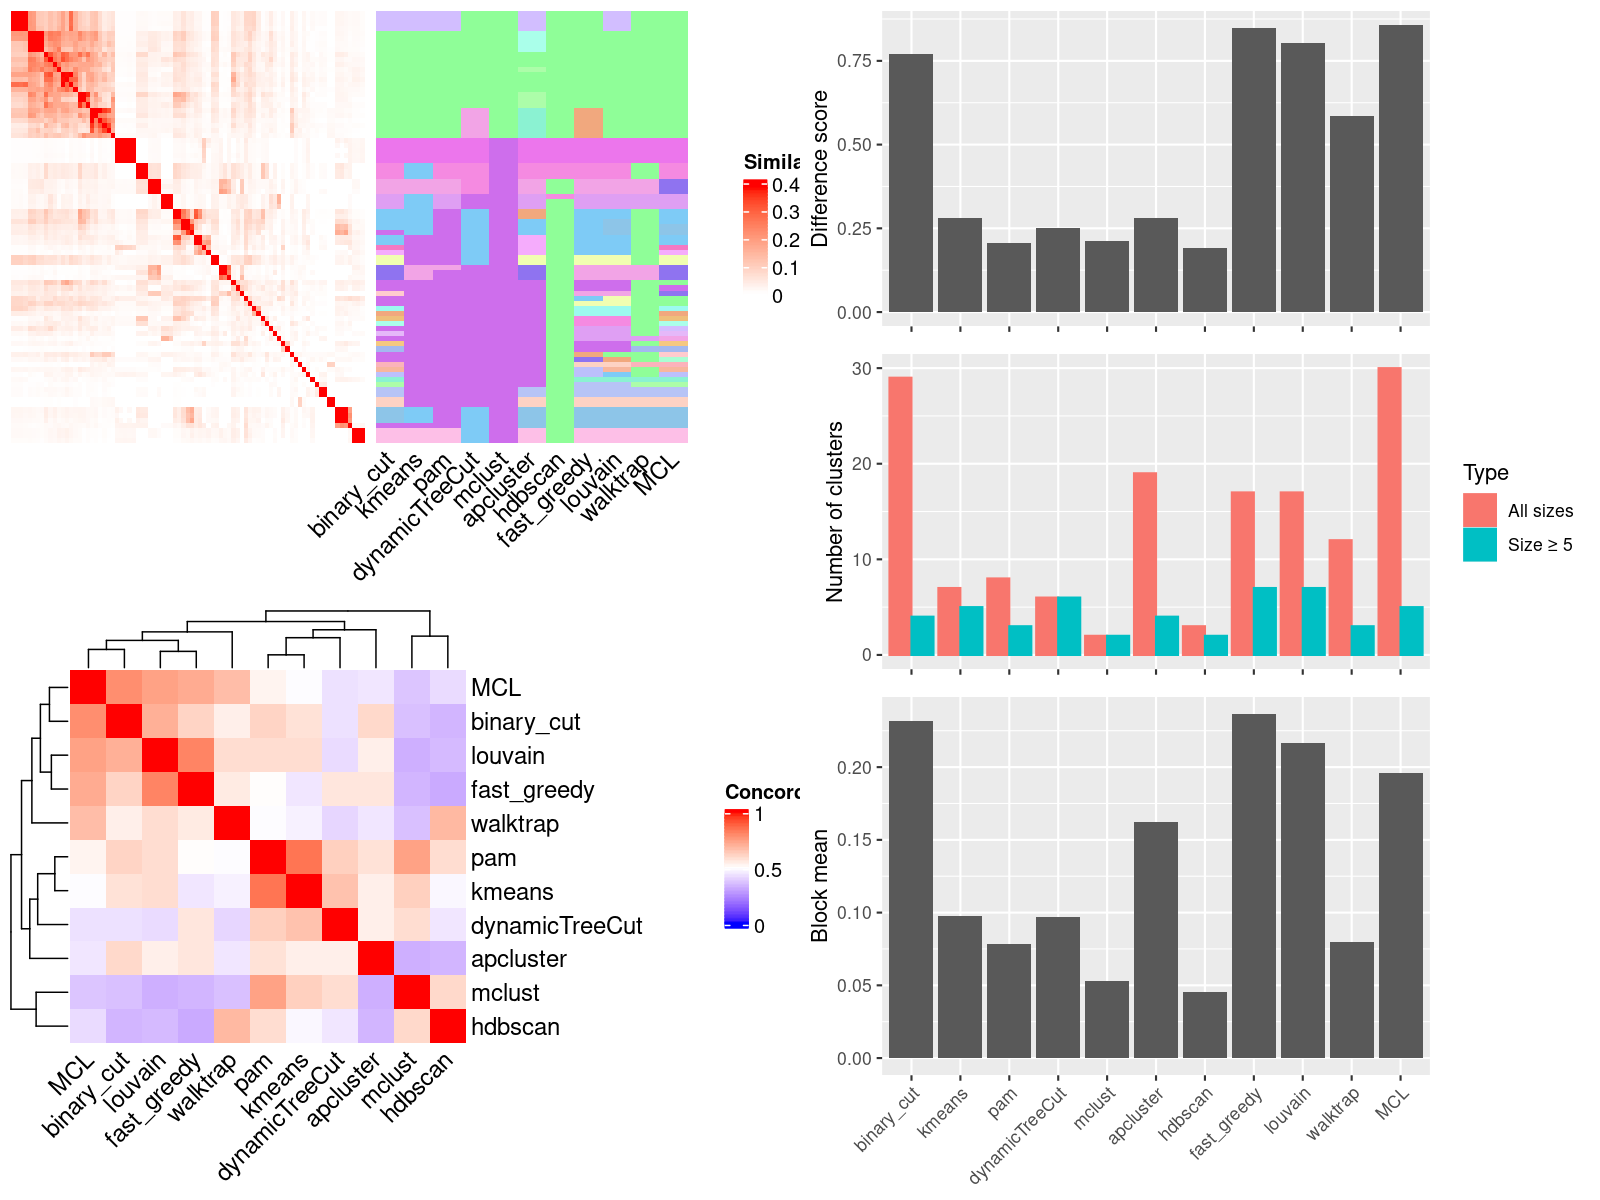 Simila
0.4
0.3
0.2
0.1
0
binary_cut
kmeans
pam
dynamicTreeCut
mclust
apcluster
hdbscan
fast_greedy
louvain
walktrap
MCL
MCL
binary_cut
louvain
fast_greedy
walktrap
pam
kmeans
dynamicTreeCut
apcluster
mclust
hdbscan
MCL
binary_cut
louvain
fast_greedy
walktrap
pam
kmeans
dynamicTreeCut
apcluster
mclust
hdbscan
Concord
1
0.5
0
Difference score
0.75
0.50
0.25
0.00
Number of clusters
30
20
10
0
Type
All sizes
Size ≥ 5
Block mean
0.20
0.15
0.10
0.05
0.00
binary_cut
kmeans
pam
dynamicTreeCut
mclust
apcluster
hdbscan
fast_greedy
louvain
walktrap
MCL